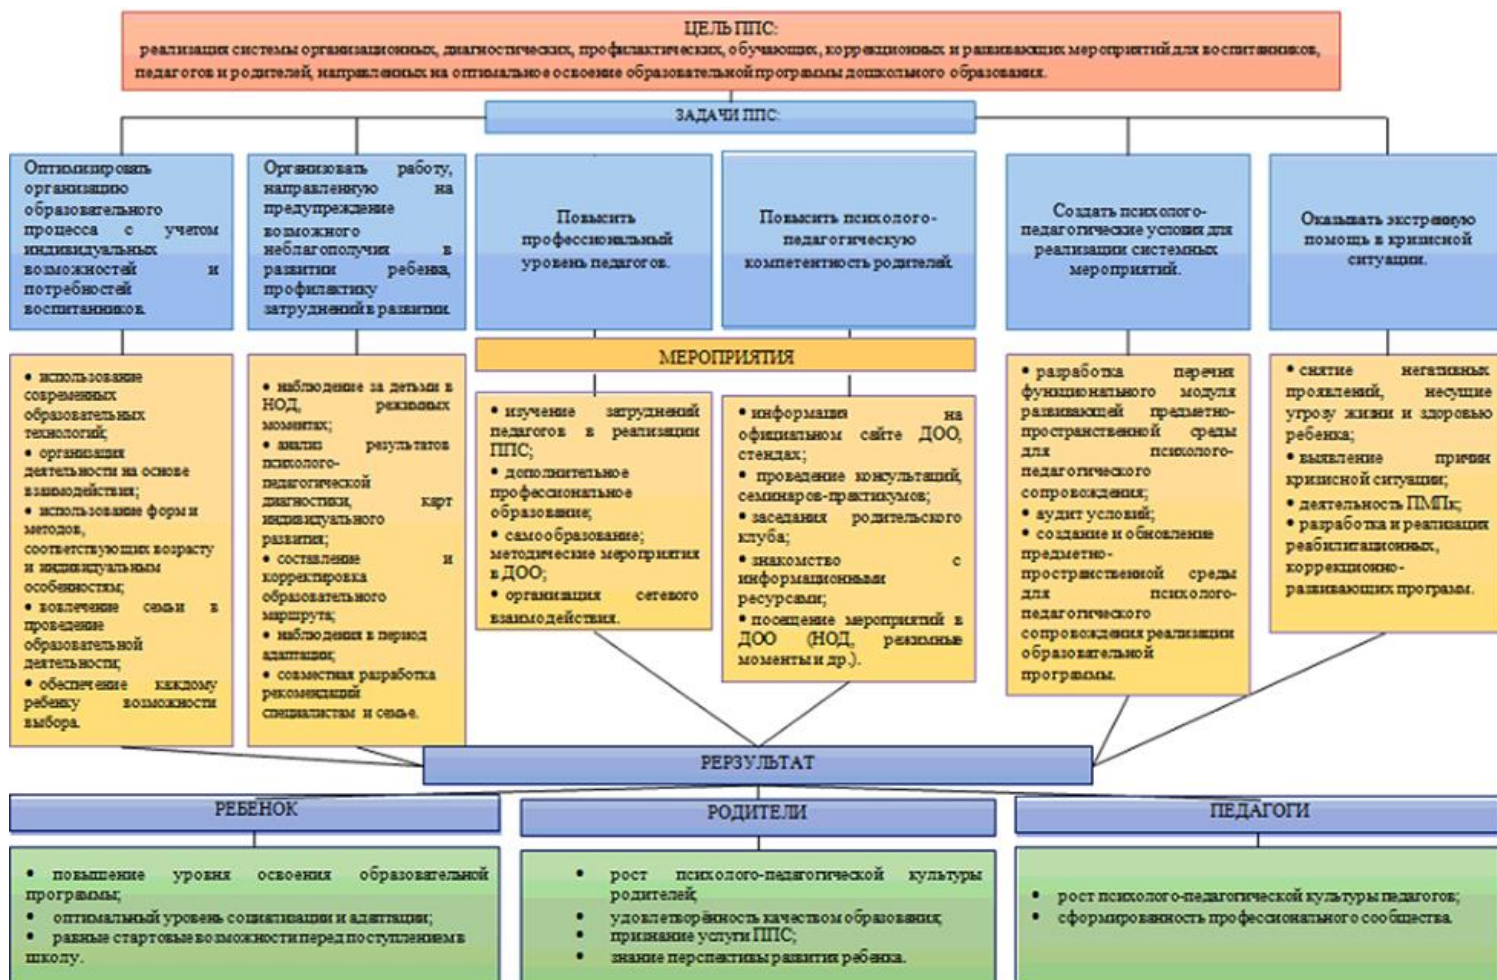 ЦЕЛЬ ППС:
реализация системы организационных, диагностических, профилактических, обучающих, коррекционных и развивающих мероприятий для воспитанников,
педагогов и родителей, направленных на оптимальное освоение образовательной программы дошкольного образования.
ЗАДАЧИ ППС:
Оптимизировать
организацию
образовательного
процесса с учетом
индивидуальных
возможностей и
потребностей
воспитанников.
Организовать работу,
направленную на
предупреждение
возможного
неблагополучия в
развитии ребенка,
профилактику
затруднений в развитии.
Повысить
профессиональный
уровень педагогов.
Повысить психолого-
педагогическую
компетентность родителей.
Создать психолого-
педагогические условия для
реализации системных
мероприятий.
Оказывать экстренную
помощь в кризисной
ситуации.
МЕРОПРИЯТИЯ
• использование
современных
образовательных
технологий;
• организация
деятельности на основе
взаимодействия;
• использование форм и
методов,
соответствующих возрасту
и индивидуальным
особенностям;
• вовлечение семьи в
проведение
образовательной
деятельности;
• обеспечение каждому
ребенку возможности
выбора.
• наблюдение за детьми в
НОД, режимных
моментах;
• анализ результатов
психолого-
педагогической
диагностики, карт
индивидуального
развития;
• составление и
корректировка
образовательного
маршрута;
• наблюдения в период
адаптации;
• совместная разработка
рекомендаций
специалистам и семье.
• изучение затруднений
педагогов в реализации
ППС;
• дополнительное
профессиональное
образование;
• самообразование;
методические мероприятия
в ДОО;
• организация сетевого
взаимодействия.
• информация на
официальном сайте ДОО,
стендах;
• проведение консультаций,
семинаров-практикумов;
• заседания родительского
клуба;
• знакомство с
информационными
ресурсами;
• посещение мероприятий в
ДОО (НОД, режимные
моменты и др.).
• разработка перечня
функционального модуля
развивающей предметно-
пространственной среды
для психолого-
педагогического
сопровождения;
• аудит условий;
• создание и обновление
предметно-
пространственной среды
для психолого-
педагогического
сопровождения реализации
образовательной
программы.
• снятие негативных
проявлений, несущие
угрозу жизни и здоровью
ребенка;
• выявление причин
кризисной ситуации;
• деятельность ПМПк;
• разработка и реализация
реабилитационных,
коррекционно-
развивающих программ.
РЕРЗУЛЬТАТ
РЕБЕНОК
РОДИТЕЛИ
ПЕДАГОГИ
• повышение уровня освоения образовательной
программы;
• оптимальный уровень социализации и адаптации;
• равные стартовые возможности перед поступлением в
школу.
• рост психолого-педагогической культуры
родителей;
• удовлетворённость качеством образования;
• признание услуги ППС;
• знание перспективы развития ребенка.
• рост психолого-педагогической культуры педагогов;
• сформированность профессионального сообщества.